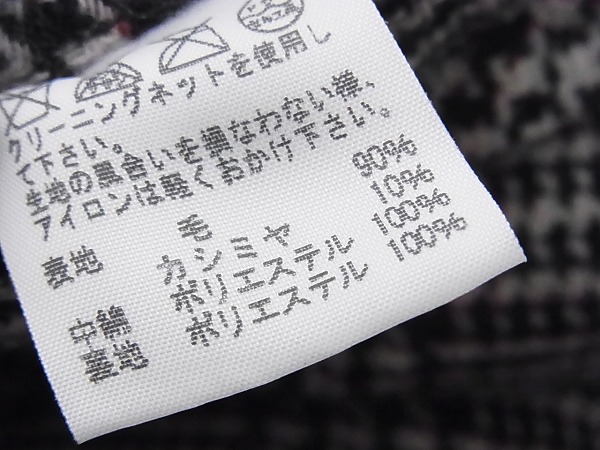 クリーニングネットを使用し
て下さい。
生地の風合いを損なわない様、
アイロンは軽くおかけ下さい。
表地 毛 90%
カシミヤ 10%
中綿 ポリエステル 100%
裏地 ポリエステル 100%